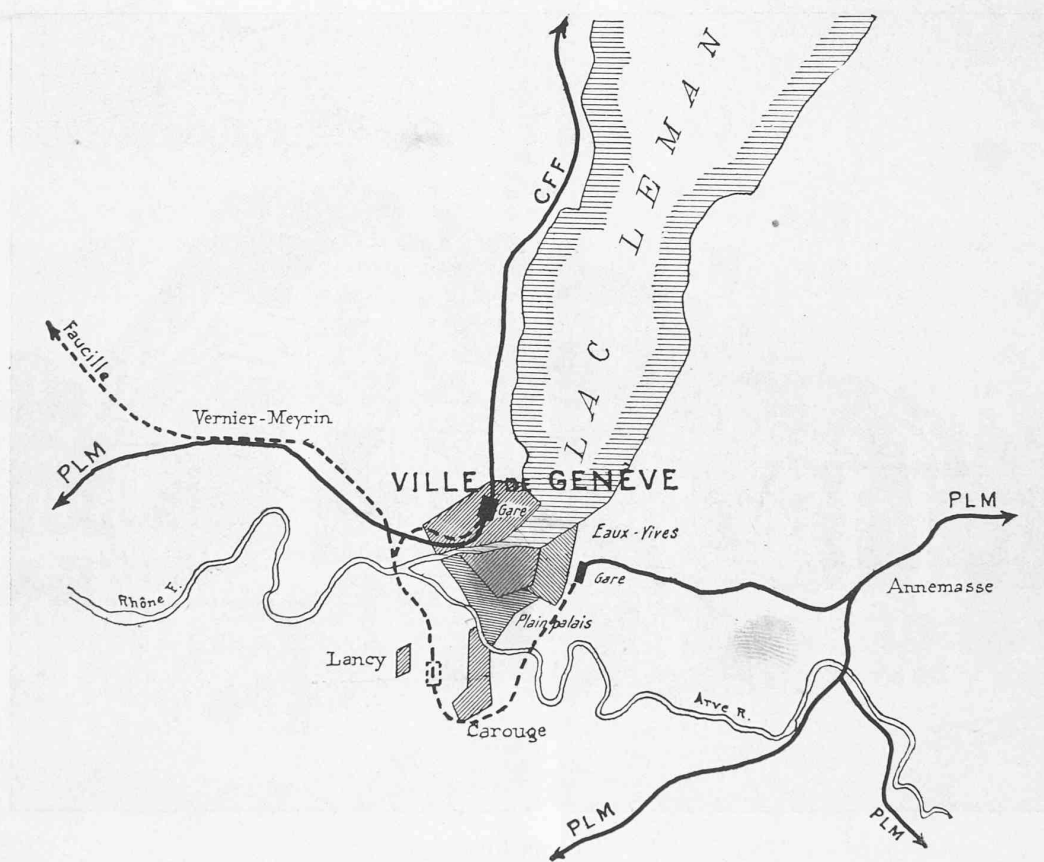 CFF
LAC LÉMAN
Faucille
Vernier-Meyrin
PLM
VILLE DE GENÈVE
Gare
Eaux-Vives
PLM
Gare
Annemasse
Rhône F.
Plainpalais
Lancy
Arve R.
Carouge
PLM
PLM